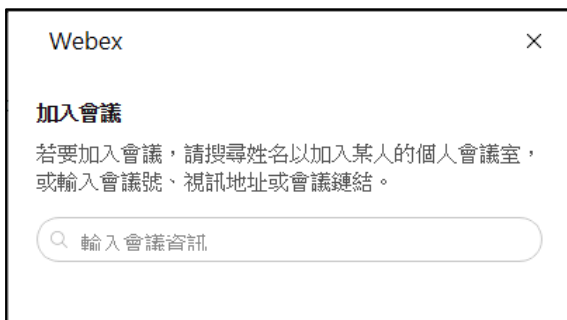 Webex
加入會議
若要加入會議，請搜尋姓名以加入某人的個人會議室，
或輸入會議號、視訊地址或會議鏈結。
輸入會議資訊